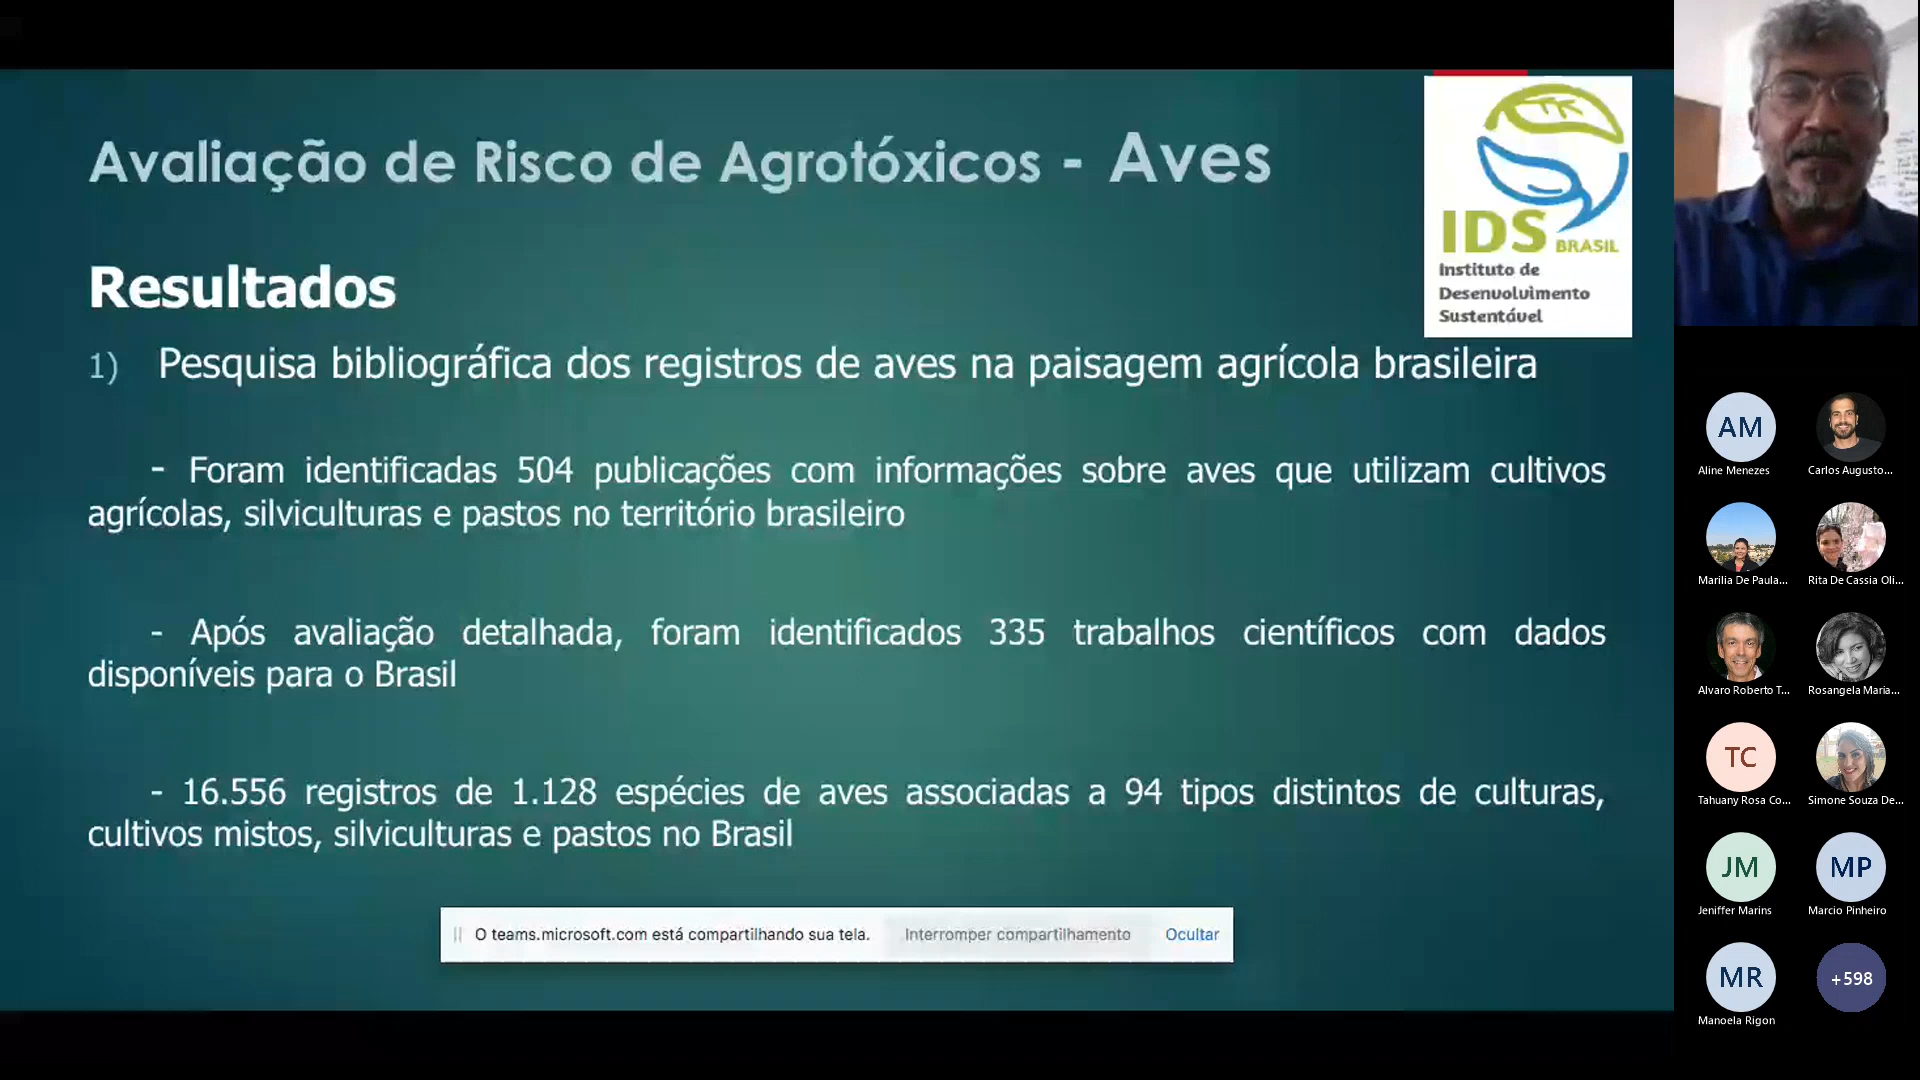 Avaliação de Risco de Agrotóxicos - Aves
IDS BRASIL
Instituto de
Desenvolvimento
Sustentável
Resultados
1) Pesquisa bibliográfica dos registros de aves na paisagem agrícola brasileira
- Foram identificadas 504 publicações com informações sobre aves que utilizam cultivos
agrícolas, silviculturas e pastos no território brasileiro
- Após avaliação detalhada, foram identificados 335 trabalhos científicos com dados
disponíveis para o Brasil
- 16.556 registros de 1.128 espécies de aves associadas a 94 tipos distintos de culturas,
cultivos mistos, silviculturas e pastos no Brasil
O teams.microsoft.com está compartilhando sua tela. Interromper compartilhamento Ocultar
AM
Aline Menezes
Carlos Augusto...
Marilia De Paula...
Rita De Cassia Oli...
Alvaro Roberto T...
Rosangela Maria...
TC
Tahuany Rosa Co...
Simone Souza De...
JM
Jeniffer Marins
MP
Marcio Pinheiro
MR
Manoela Rigon
+598